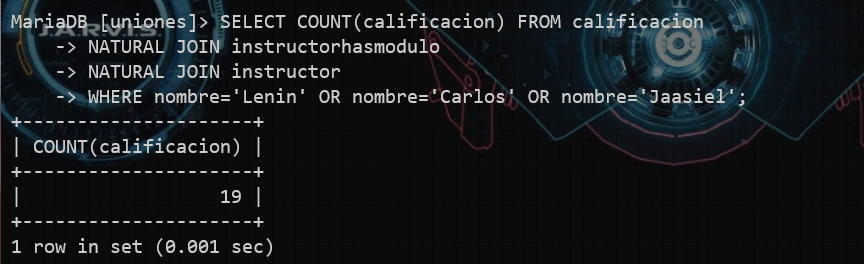 MariaDB [uniones]> SELECT COUNT(calificacion) FROM calificacion
J.A.R.V.I.S.
    -> NATURAL JOIN instructorhasmodulo
    -> NATURAL JOIN instructor
    -> WHERE nombre='Lenin' OR nombre='Carlos' OR nombre='Jaasiel';
+---------------------+
| COUNT(calificacion) |
+---------------------+
|                  19 |
+---------------------+
1 row in set (0.001 sec)